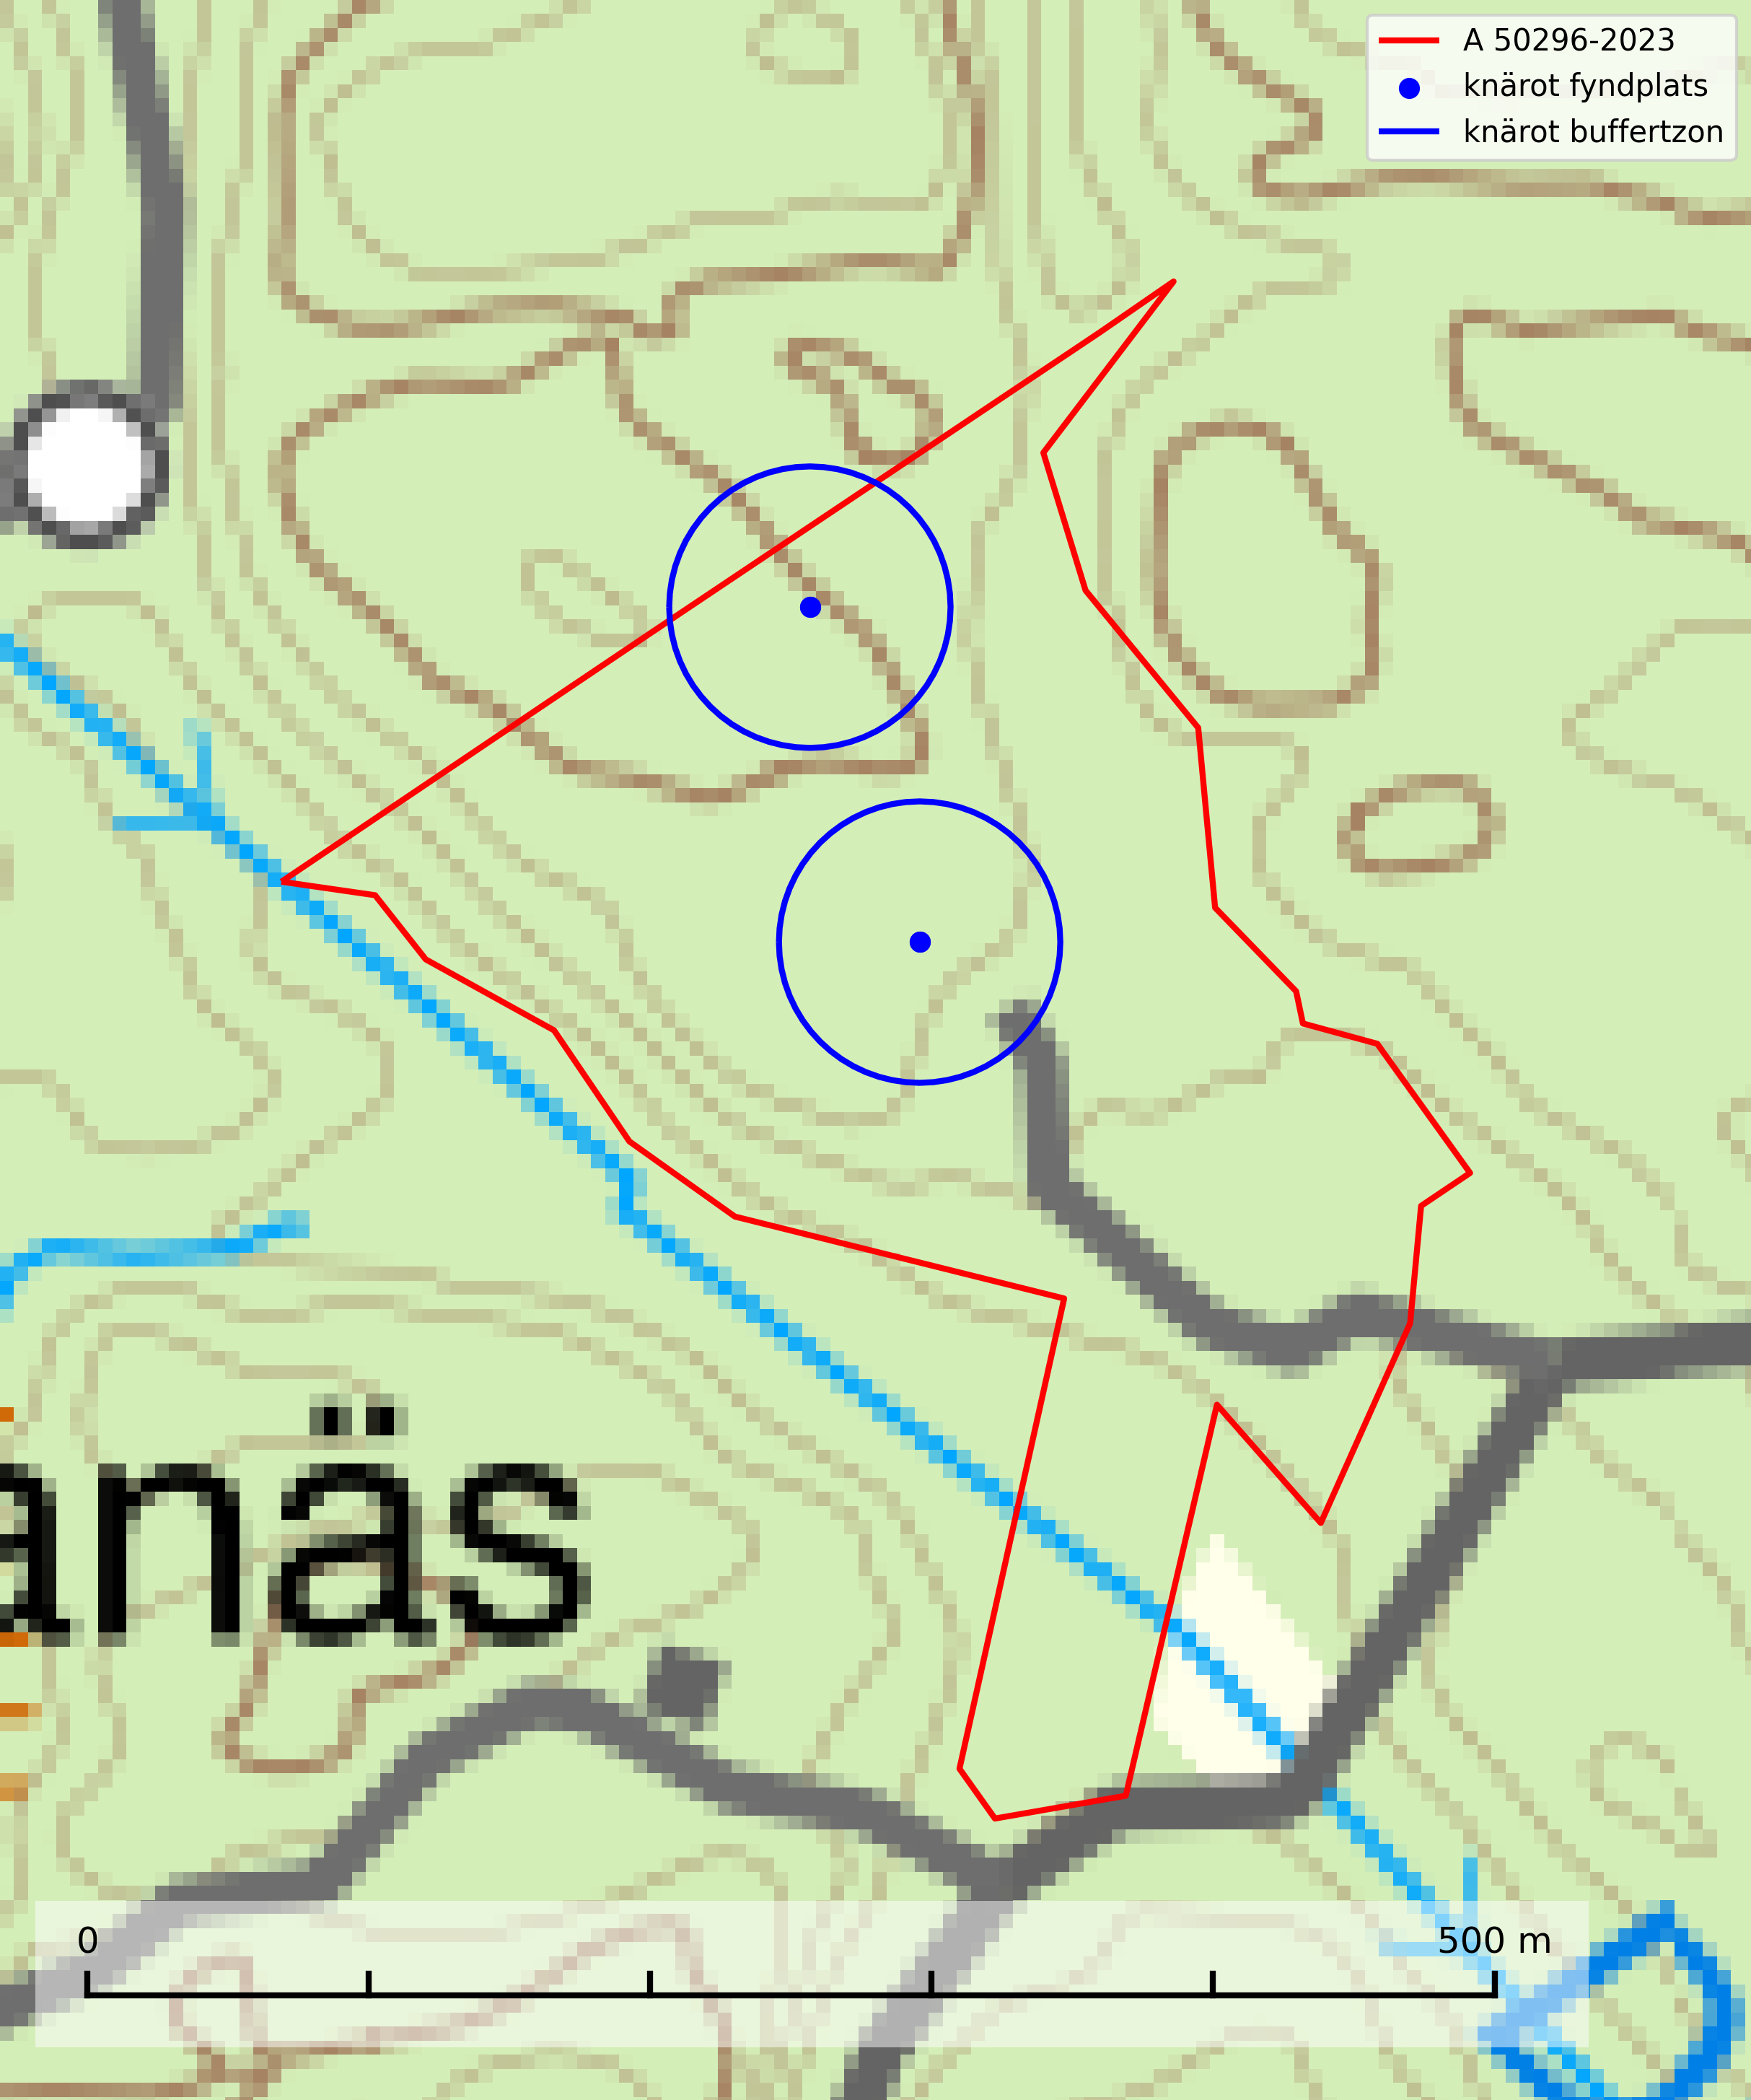 A 50296-2023
knärot fyndplats
knärot buffertzon
anäs
0 500 m